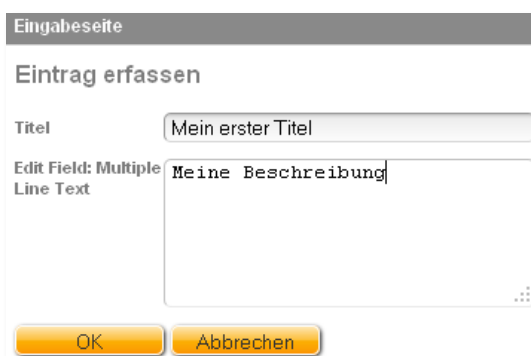 Eingabeseite
Eintrag erfassen
Titel
Mein erster Titel
Edit Field: Multiple
Line Text
Meine Beschreibung
OK
Abbrechen